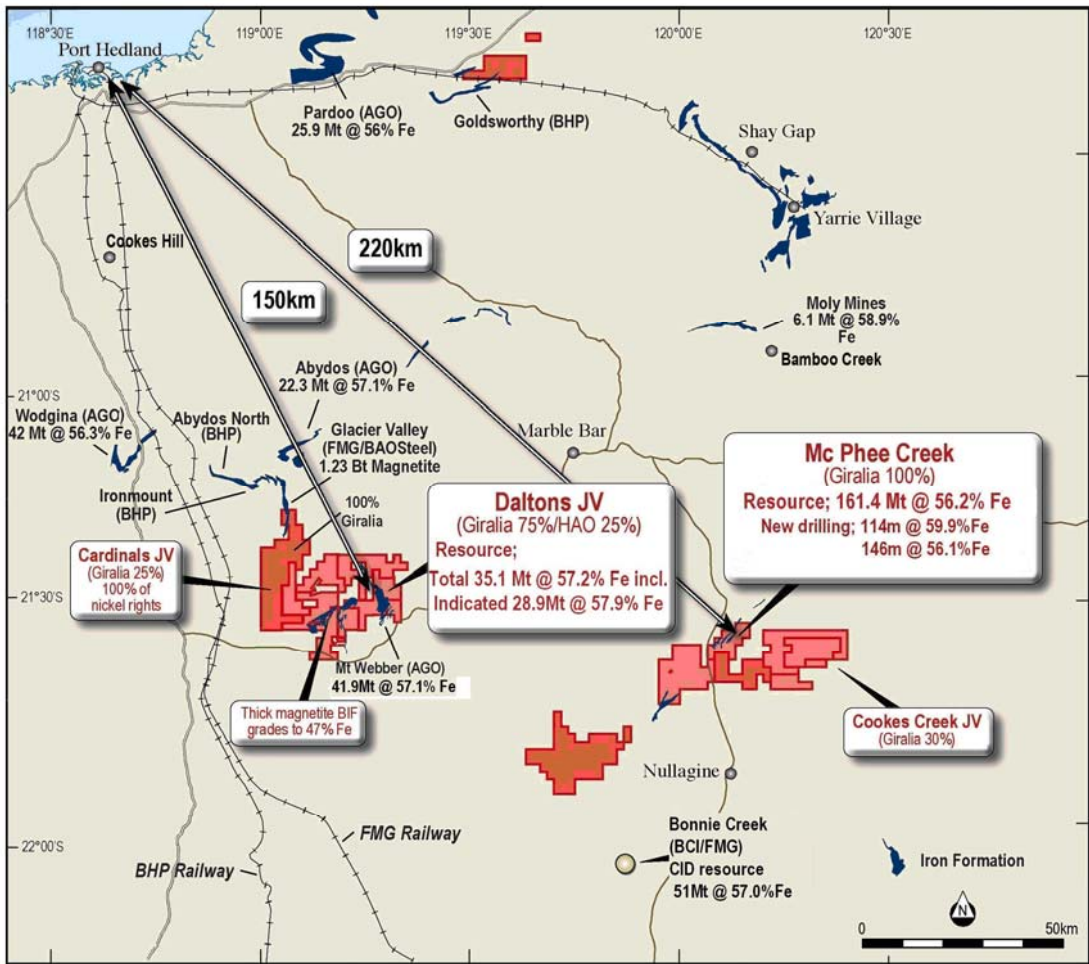 118°30'E
119°00'E
119°30'E
120°00'E
120°30'E
Port Hedland
Pardoo (AGO)
25.9 Mt @ 56% Fe
Goldsworthy (BHP)
Shay Gap
Yarrie Village
Cookes Hill
220km
150km
Moly Mines
6.1 Mt @ 58.9%
Fe
Bamboo Creek
Abydos (AGO)
22.3 Mt @ 57.1% Fe
21°00'S
Wodgina (AGO)
42 Mt @ 56.3% Fe
Abydos North
(BHP)
Glacier Valley
(FMG/BAOSteel)
1.23 Bt Magnetite
Marble Bar
Ironmount
(BHP)
100%
Giralia
Mc Phee Creek
(Giralia 100%)
Resource; 161.4 Mt @ 56.2% Fe
New drilling; 114m @ 59.9%Fe
146m @ 56.1%Fe
Daltons JV
(Giralia 75%/HAO 25%)
Resource;
Total 35.1 Mt @ 57.2% Fe incl.
Indicated 28.9Mt @ 57.9% Fe
Cardinals JV
(Giralia 25%)
100% of
nickel rights
21°30'S
Mt Webber (AGO)
41.9Mt @ 57.1% Fe
Thick magnetite BIF
grades to 47% Fe
Cookes Creek JV
(Giralia 30%)
Nullagine
22°00'S
FMG Railway
BHP Railway
Bonnie Creek
(BCI/FMG)
CID resource
51Mt @ 57.0%Fe
Iron Formation
N
0
50km